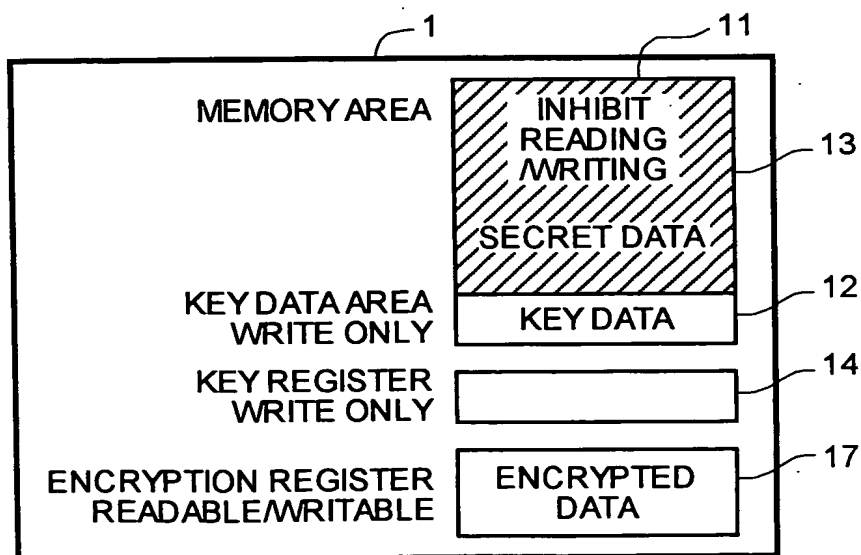 1
11
MEMORY AREA
INHIBIT
READING
/WRITING
13
SECRET DATA
KEY DATA AREA
WRITE ONLY
KEY DATA
12
KEY REGISTER
WRITE ONLY
14
ENCRYPTION REGISTER
READABLE/WRITABLE
ENCRYPTED
DATA
17